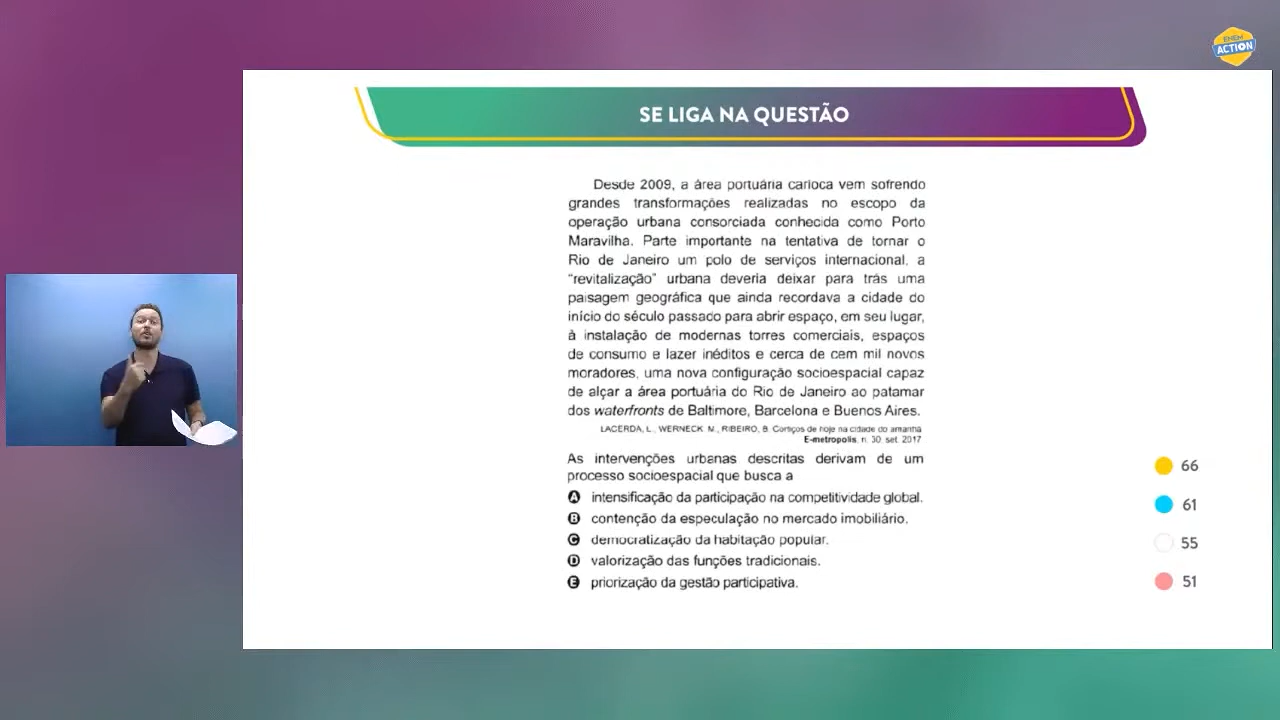 ENEM
ACTION
SE LIGA NA QUESTÃO
Desde 2009, a área portuária carioca vem sofrendo
grandes transformações realizadas no escopo da
operação urbana consorciada conhecida como Porto
Maravilha. Parte importante na tentativa de tornar o
Rio de Janeiro um polo de serviços internacional, a
“revitalização” urbana deveria deixar para trás uma
paisagem geográfica que ainda recordava a cidade do
início do século passado para abrir espaço, em seu lugar,
à instalação de modernas torres comerciais, espaços
de consumo e lazer inéditos e cerca de cem mil novos
moradores, uma nova configuração socioespacial capaz
de alçar a área portuária do Rio de Janeiro ao patamar
dos waterfronts de Baltimore, Barcelona e Buenos Aires.
LACERDA, L., WERNECK, M., RIBEIRO, B. Cortiços de hoje na cidade do amanhã
E-metropolis, n. 30, set. 2017
As intervenções urbanas descritas derivam de um
processo socioespacial que busca a
A intensificação da participação na competitividade global.
B contenção da especulação no mercado imobiliário.
C democratização da habitação popular.
D valorização das funções tradicionais.
E priorização da gestão participativa.
66
61
55
51